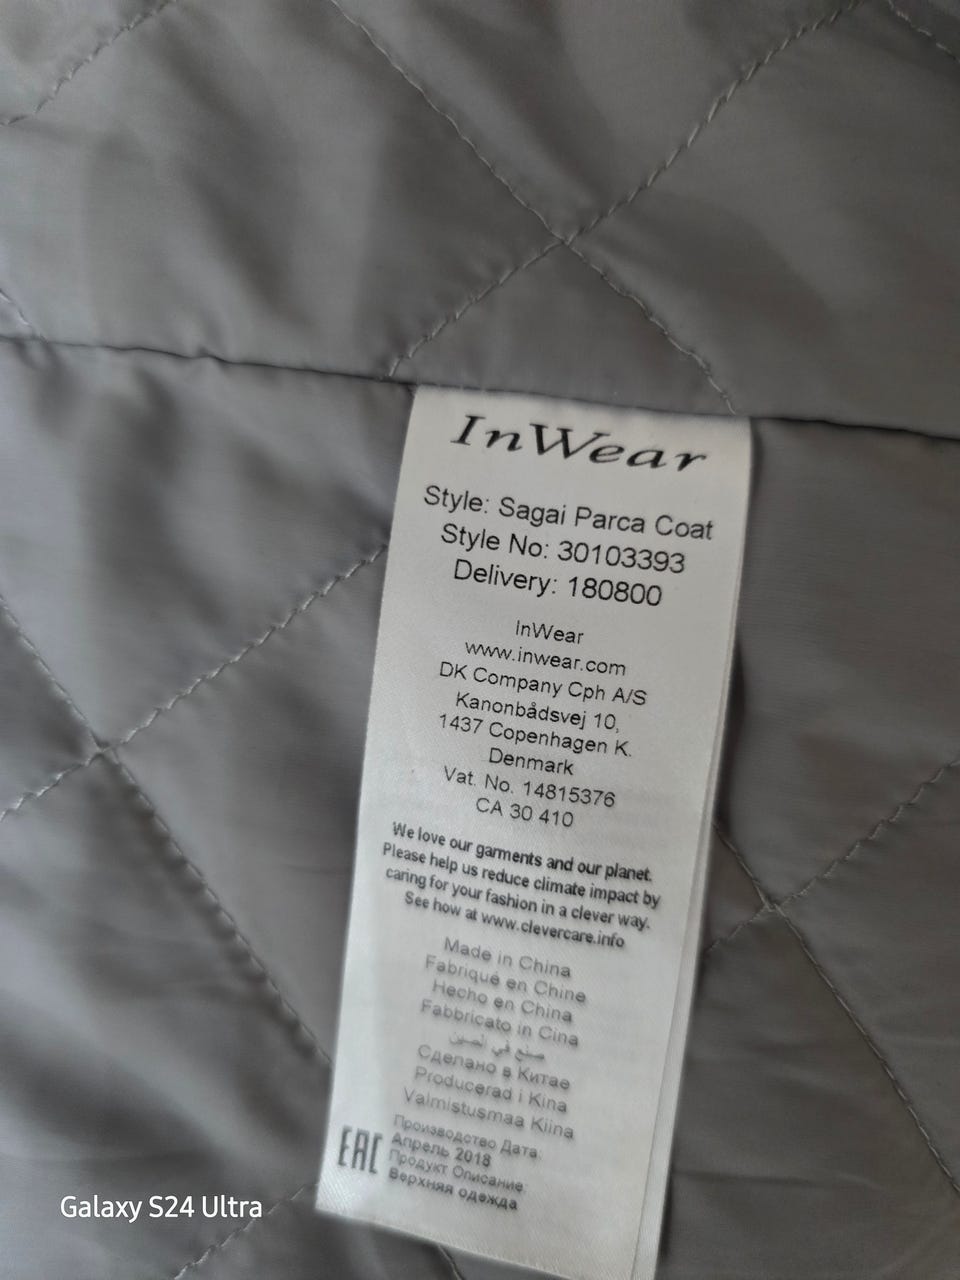 InWear
Style: Sagai Parca Coat
Style No: 30103393
Delivery: 180800
InWear
www.inwear.com
DK Company Cph A/S
Kanonbådsvej 10,
1437 Copenhagen K.
Denmark
Vat. No. 14815376
CA 30 410
We love our garments and our planet.
Please help us reduce climate impact by
caring for your fashion in a clever way.
See how at www.clevercare.info
Made in China
Fabriqué en Chine
Hecho en China
Fabbricato in Cina
صنع في الصين
Сделано в Китае
Producerad i Kina
Valmistusmaa Kiina
Производство Дата:
Апрель 2018
Продукт Описание
Верхняя одежда
EAC
Galaxy S24 Ultra